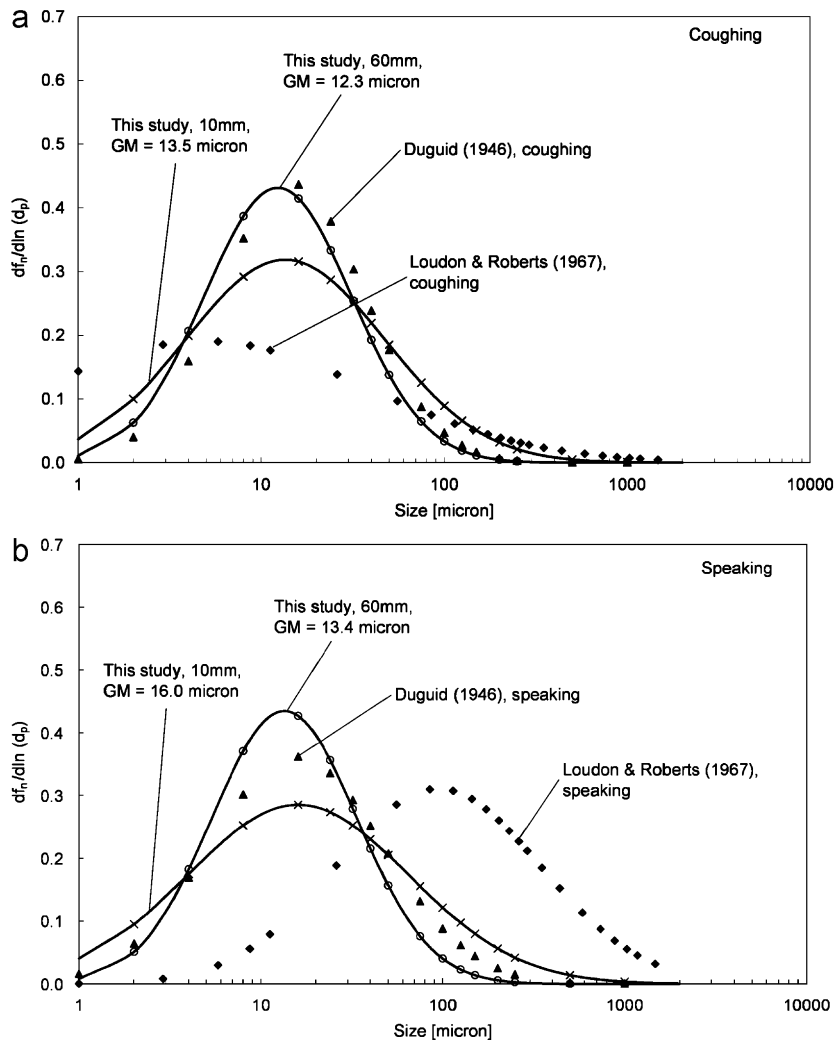 a
0.7
0.6
0.5
0.4
0.3
0.2
0.1
0.0
df_n/dln (d_p)
Coughing
This study, 60mm,
GM = 12.3 micron
This study, 10mm,
GM = 13.5 micron
Duguid (1946), coughing
Loudon & Roberts (1967),
coughing
1
10
100
1000
10000
Size [micron]
b
0.7
0.6
0.5
0.4
0.3
0.2
0.1
0.0
df_n/dln (d_p)
Speaking
This study, 60mm,
GM = 13.4 micron
This study, 10mm,
GM = 16.0 micron
Duguid (1946), speaking
Loudon & Roberts (1967),
speaking
1
10
100
1000
10000
Size [micron]